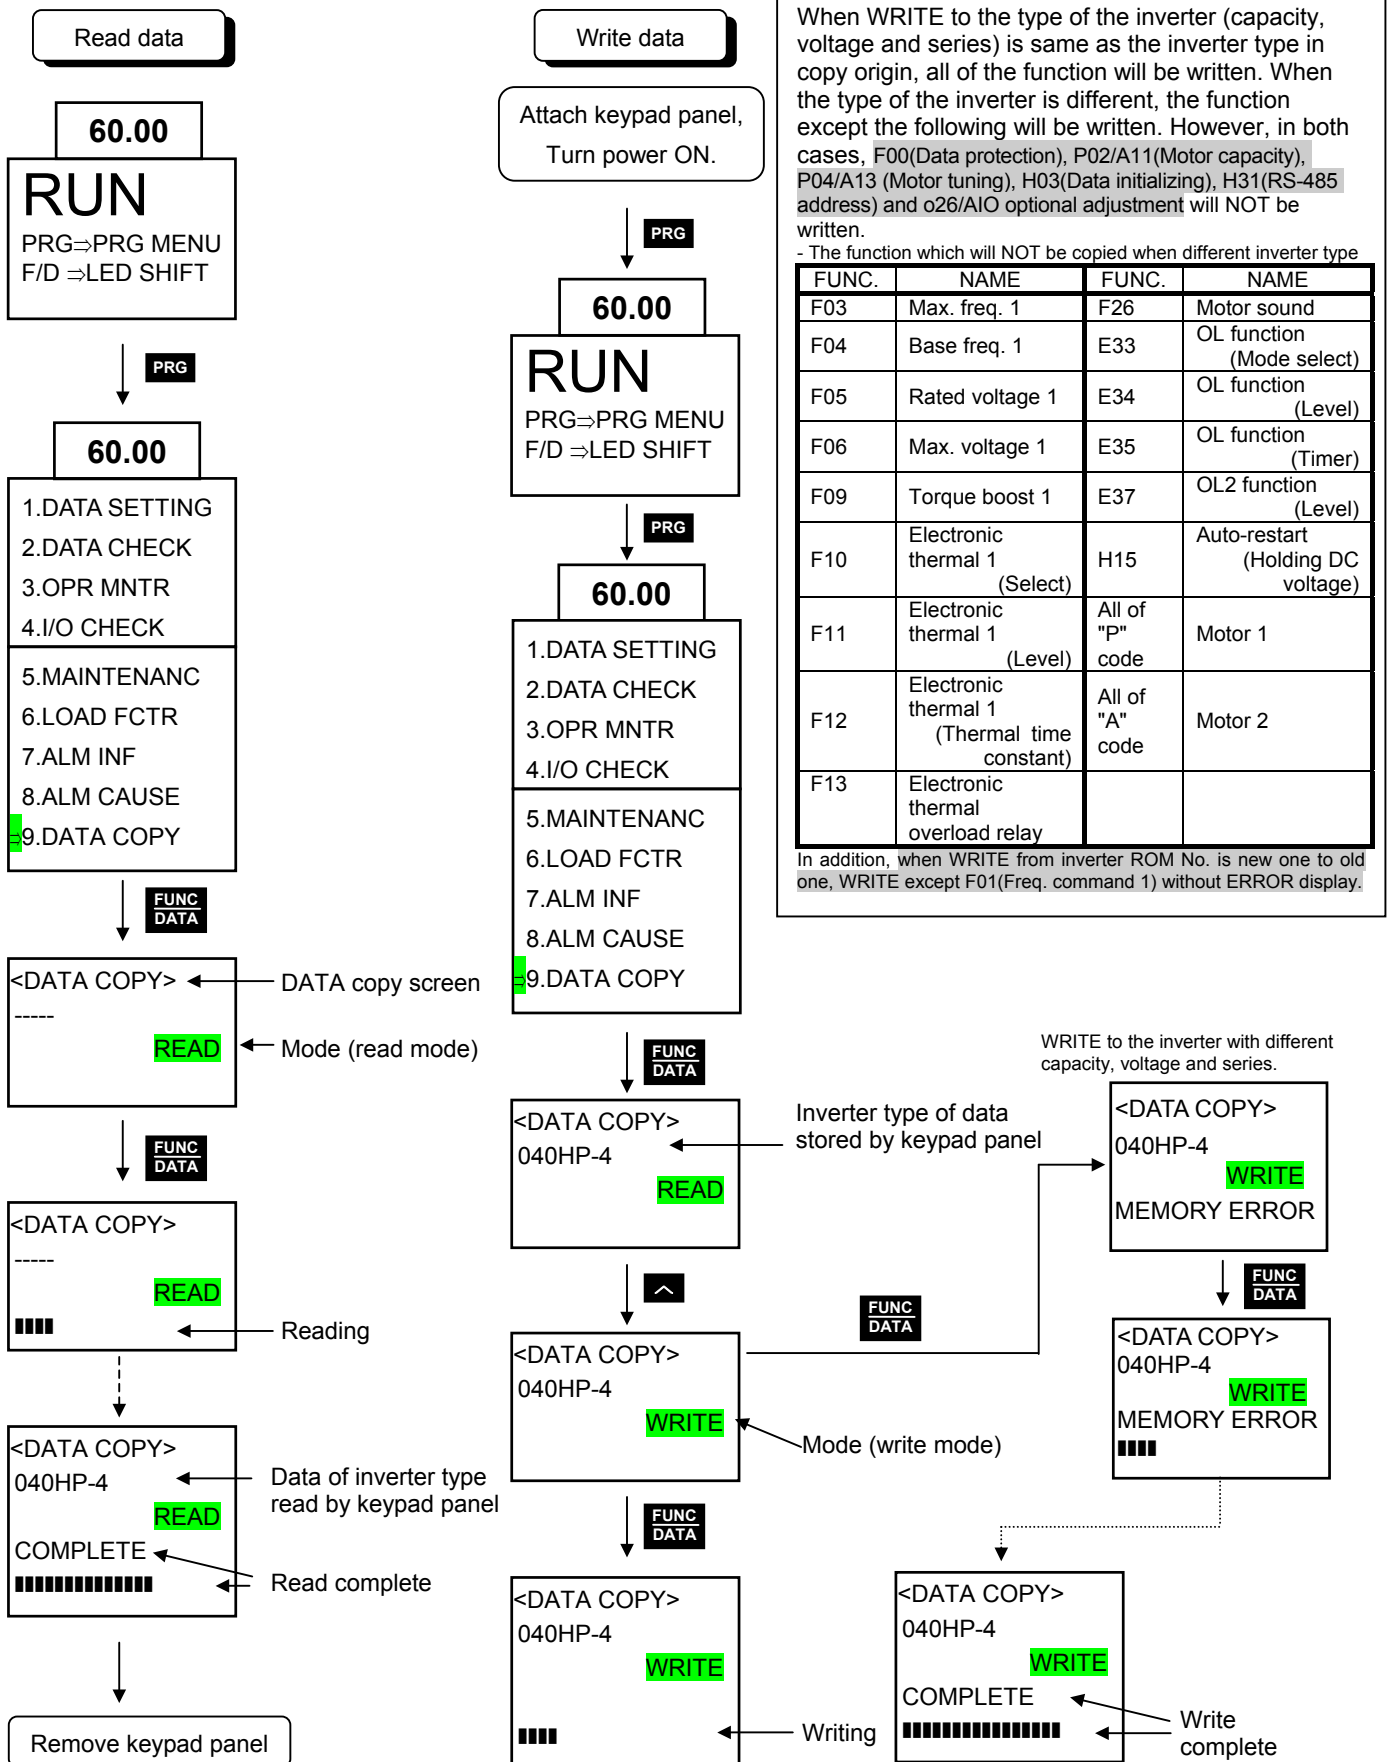 Read data
60.00
RUN
PRG⇒PRG MENU
F/D ⇒LED SHIFT
PRG
60.00
1.DATA SETTING
2.DATA CHECK
3.OPR MNTR
4.I/O CHECK
5.MAINTENANC
6.LOAD FCTR
7.ALM INF
8.ALM CAUSE
⇒9.DATA COPY
FUNC
DATA
<DATA COPY>
DATA copy screen
-----
READ
Mode (read mode)
FUNC
DATA
<DATA COPY>
-----
READ
Reading
<DATA COPY>
040HP-4
READ
COMPLETE
Data of inverter type
read by keypad panel
Read complete
Remove keypad panel
Write data
Attach keypad panel,
Turn power ON.
PRG
60.00
RUN
PRG⇒PRG MENU
F/D ⇒LED SHIFT
PRG
60.00
1.DATA SETTING
2.DATA CHECK
3.OPR MNTR
4.I/O CHECK
5.MAINTENANC
6.LOAD FCTR
7.ALM INF
8.ALM CAUSE
⇒9.DATA COPY
FUNC
DATA
<DATA COPY>
040HP-4
READ
Inverter type of data
stored by keypad panel
FUNC
DATA
<DATA COPY>
040HP-4
WRITE
Mode (write mode)
FUNC
DATA
<DATA COPY>
040HP-4
WRITE
Writing
When WRITE to the type of the inverter (capacity,
voltage and series) is same as the inverter type in
copy origin, all of the function will be written. When
the type of the inverter is different, the function
except the following will be written. However, in both
cases, F00(Data protection), P02/A11(Motor capacity),
P04/A13 (Motor tuning), H03(Data initializing), H31(RS-485
address) and o26/AIO optional adjustment will NOT be
written.
- The function which will NOT be copied when different inverter type
FUNC. NAME FUNC. NAME
F03 Max. freq. 1 F26 Motor sound
F04 Base freq. 1 E33 OL function
(Mode select)
F05 Rated voltage 1 E34 OL function
(Level)
F06 Max. voltage 1 E35 OL function
(Timer)
F09 Torque boost 1 E37 OL2 function
(Level)
F10 Electronic
thermal 1
(Select)
H15 Auto-restart
(Holding DC
voltage)
F11 Electronic
thermal 1
(Level)
All of
"P"
code
Motor 1
F12 Electronic
thermal 1
(Thermal time
constant)
All of
"A"
code
Motor 2
F13 Electronic
thermal
overload relay
In addition, when WRITE from inverter ROM No. is new one to old
one, WRITE except F01(Freq. command 1) without ERROR display.
WRITE to the inverter with different
capacity, voltage and series.
<DATA COPY>
040HP-4
WRITE
MEMORY ERROR
FUNC
DATA
<DATA COPY>
040HP-4
WRITE
MEMORY ERROR
<DATA COPY>
040HP-4
WRITE
COMPLETE
Write
complete